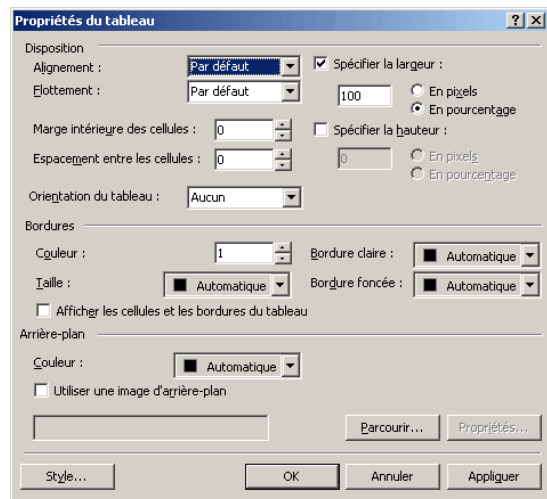 Propriétés du tableau
Disposition
Alignement : Par défaut Spécifier la largeur :
Flottement : Par défaut 100 En pixels
En pourcentage
Marge intérieure des cellules : 0 Spécifier la hauteur :
Espacement entre les cellules : 0 0 En pixels
En pourcentage
Orientation du tableau : Aucun
Bordures
Couleur : 1 Bordure claire : Automatique
Taille : Automatique Bordure foncée : Automatique
Afficher les cellules et les bordures du tableau
Arrière-plan
Couleur : Automatique
Utiliser une image d'arrière-plan
Parcourir... Propriétés...
Style... OK Annuler Appliquer